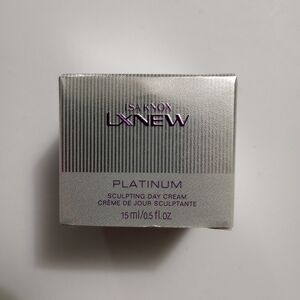 ISA KNOX
LXNEW
PLATINUM
SCULPTING DAY CREAM
CRÈME DE JOUR SCULPTANTE
15 ml/0.5 fl.oz.